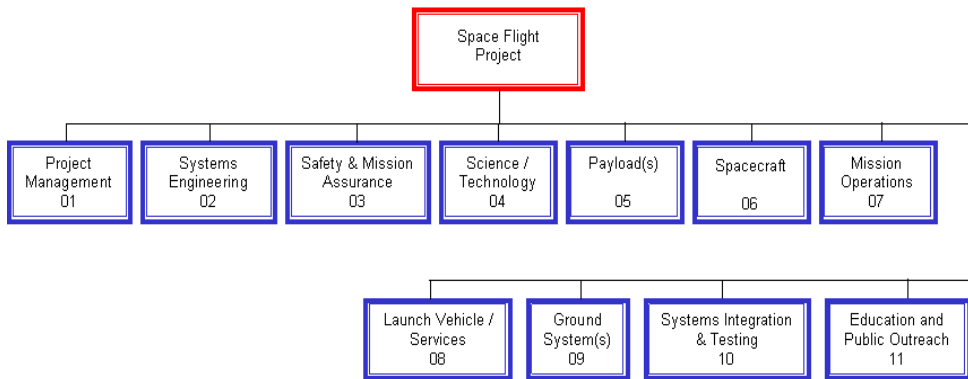 Space Flight
Project
Project
Management
01
Systems
Engineering
02
Safety & Mission
Assurance
03
Science /
Technology
04
Payload(s)
05
Spacecraft
06
Mission
Operations
07
Launch Vehicle /
Services
08
Ground
System(s)
09
Systems Integration
& Testing
10
Education and
Public Outreach
11